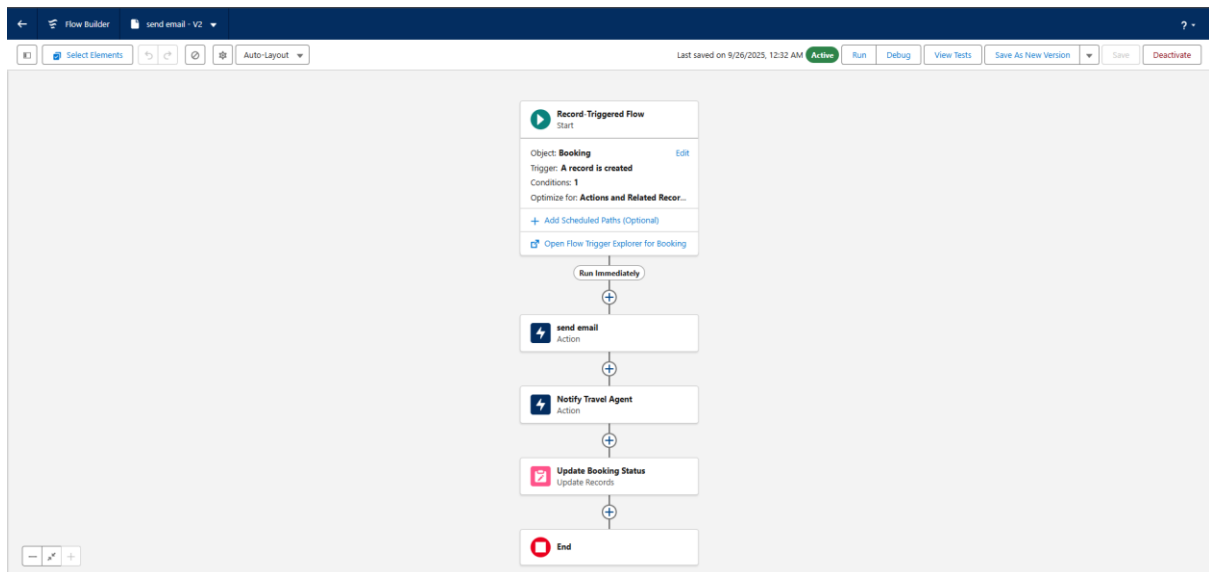 Flow Builder send email - V2 ?
Select Elements Auto-Layout Last saved on 9/26/2025, 12:32 AM Active Run Debug View Tests Save As New Version Save Deactivate
Record-Triggered Flow
Start
Object: Booking Edit
Trigger: A record is created
Conditions: 1
Optimize for: Actions and Related Recor...
+ Add Scheduled Paths (Optional)
Open Flow Trigger Explorer for Booking
Run Immediately
send email
Action
Notify Travel Agent
Action
Update Booking Status
Update Records
End